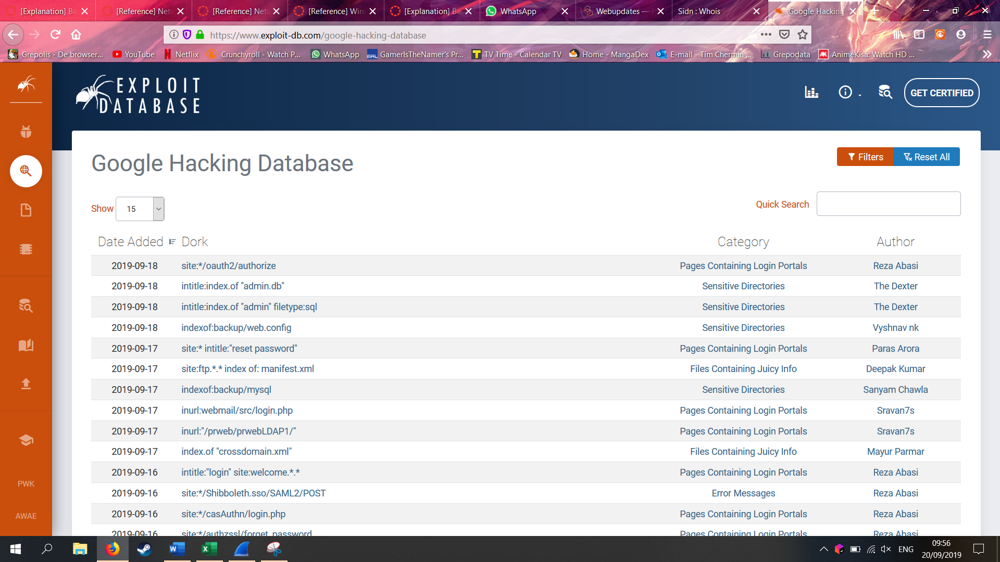 [Explanation] Ba
[Reference] Netw
[Reference] Netw
[Reference] Wire
[Explanation] Ba
WhatsApp
Webupdates —
Sidn : Whois
Google Hacking
https://www.exploit-db.com/google-hacking-database
Grepolis - De browser...
YouTube
Netflix
Crunchyroll - Watch P...
WhatsApp
MAL
GamerIsTheNamer's Pr...
TV Time - Calendar TV
Home - MangaDex
E-mail - Tim Chermin ...
Grepodata
AK
AnimeKisa: Watch HD ...
EXPLOIT
DATABASE
GET CERTIFIED
Google Hacking Database
Filters
Reset All
Show 15
Quick Search
Date Added Dork Category Author
2019-09-18 site:*/oauth2/authorize Pages Containing Login Portals Reza Abasi
2019-09-18 intitle:index.of "admin.db" Sensitive Directories The Dexter
2019-09-18 intitle:index.of "admin" filetype:sql Sensitive Directories The Dexter
2019-09-18 indexof:backup/web.config Sensitive Directories Vyshnav nk
2019-09-17 site:* intitle:"reset password" Pages Containing Login Portals Paras Arora
2019-09-17 site:ftp.*.* index of: manifest.xml Files Containing Juicy Info Deepak Kumar
2019-09-17 indexof:backup/mysql Sensitive Directories Sanyam Chawla
2019-09-17 inurl:webmail/src/login.php Pages Containing Login Portals Sravan7s
2019-09-17 inurl:"/prweb/prwebLDAP1/" Pages Containing Login Portals Sravan7s
2019-09-17 index.of "crossdomain.xml" Files Containing Juicy Info Mayur Parmar
2019-09-16 intitle:"login" site:welcome.*.* Pages Containing Login Portals Reza Abasi
2019-09-16 site:*/Shibboleth.sso/SAML2/POST Error Messages Reza Abasi
2019-09-16 site:*/casAuthn/login.php Pages Containing Login Portals Reza Abasi
2019-09-16 site:*/authzssl/forget_password Pages Containing Login Portals Reza Abasi
PWK
AWAE
ENG
09:56
20/09/2019